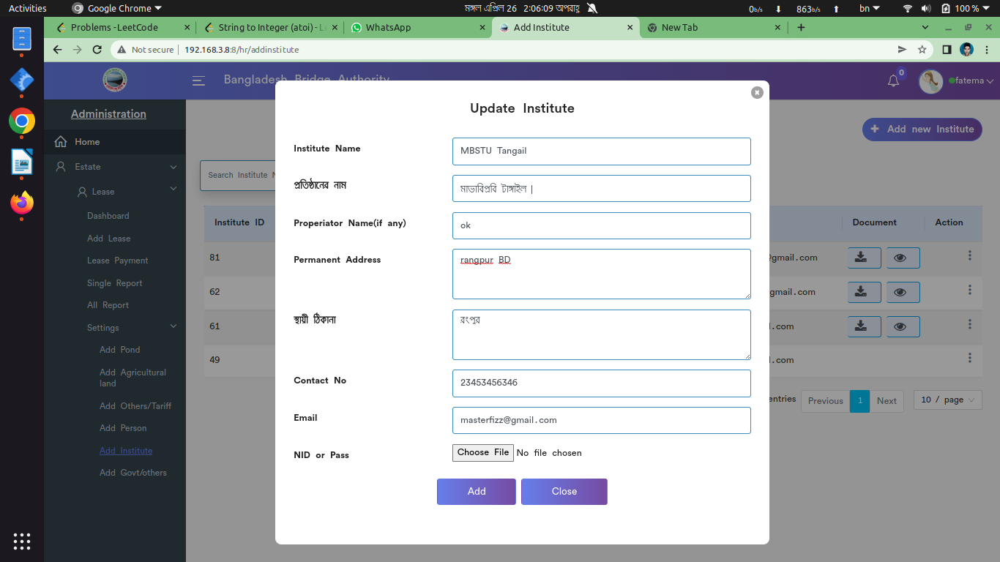 Activities
Google Chrome
মঙ্গল এপ্রিল 26 2:06:09 অপরাহ্ণ
0b/s
863b/s
bn
100 %
Problems - LeetCode
String to Integer (atoi) - L
WhatsApp
Add Institute
New Tab
Not secure
192.168.3.8:8/hr/addinstitute
Bangladesh Bridge Authority
0
fatema
Administration
Home
Estate
Lease
Dashboard
Add Lease
Lease Payment
Single Report
All Report
Settings
Add Pond
Add Agricultural
land
Add Others/Tariff
Add Person
Add Institute
Add Govt/others
Add new Institute
Search Institute N
Institute ID
Document
Action
81
@gmail.com
62
gmail.com
61
l.com
49
l.com
entries
Previous
1
Next
10 / page
Update Institute
Institute Name
MBSTU Tangail
প্রতিষ্ঠানের নাম
মাভাবিপ্রবি টাঙ্গাইল |
Properiator Name(if any)
ok
Permanent Address
rangpur BD
স্থায়ী ঠিকানা
রংপুর
Contact No
23453456346
Email
masterfizz@gmail.com
NID or Pass
Choose File
No file chosen
Add
Close